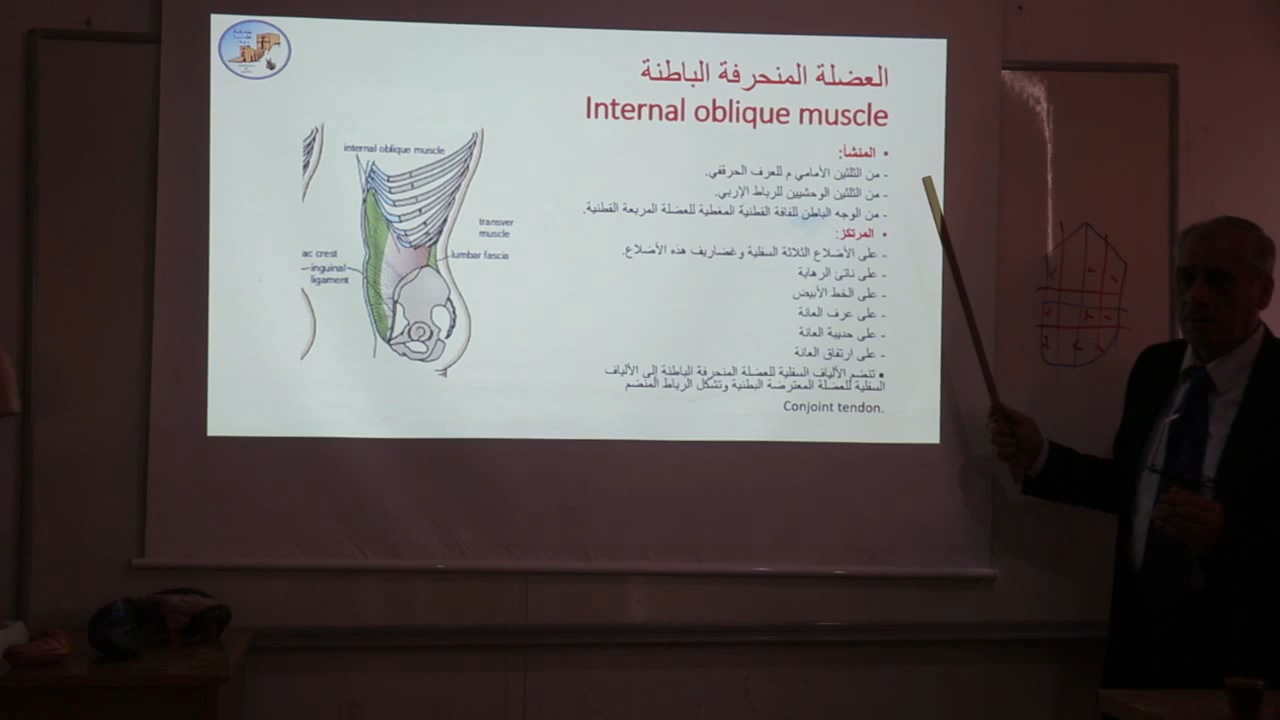 العضلة المنحرفة الباطنة
Internal oblique muscle
• المنشأ:
- من الثلثين الأمامي م للعرف الحرقفي.
- من الثلثين الوحشيين للرباط الإربي.
- من الوجه الباطن للفافة القطنية المغطية للعضلة المربعة القطنية.
• المرتكز:
- على الأضلاع الثلاثة السفلية وغضاريف هذه الأضلاع.
- على ناتئ الرهابة
- على الخط الأبيض
- على عرف العانة
- على حديبة العانة
- على ارتفاق العانة
• تنضم الألياف السفلية للعضلة المنحرفة الباطنة إلى الألياف
السفلية للعضلة المعترضة البطنية وتشكل الرباط المنضم
Conjoint tendon.
internal oblique muscle
transver
muscle
lumbar fascia
ac crest
inguinal
ligament